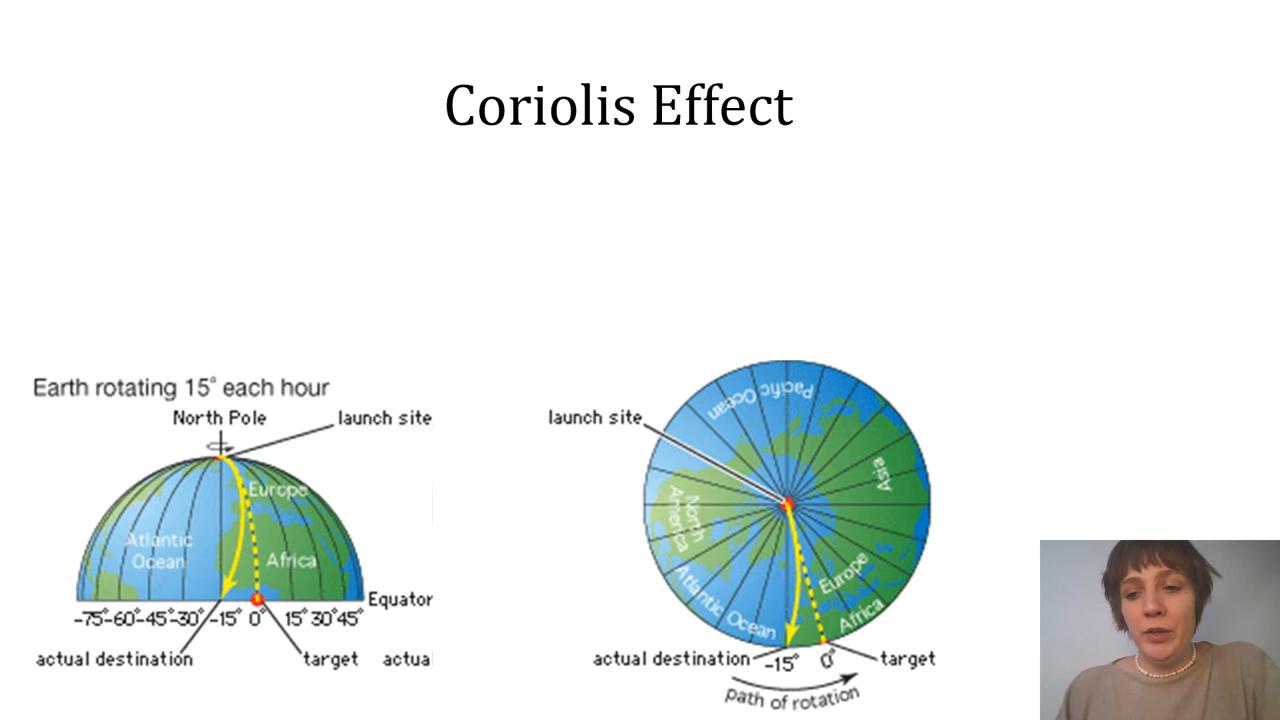 Coriolis Effect
Earth rotating 15° each hour
North Pole
launch site
Europe
Atlantic
Ocean
Africa
Equator
-75°-60°-45°-30° -15° 0° 15° 30° 45°
actual destination
target
actual
launch site
Pacific Ocean
Asia
North
America
Atlantic Ocean
Europe
Africa
actual destination
-15°
0°
target
path of rotation